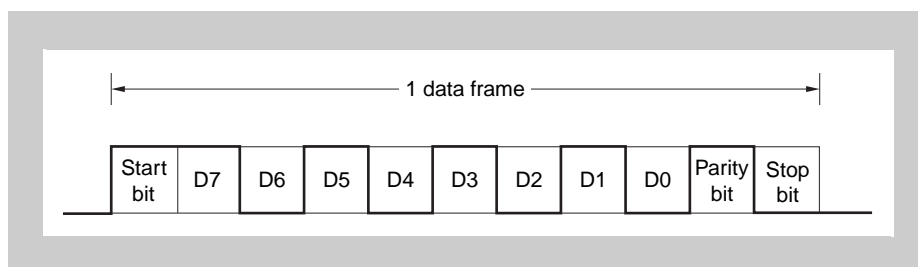 1 data frame
Start bit
D7
D6
D5
D4
D3
D2
D1
D0
Parity bit
Stop bit